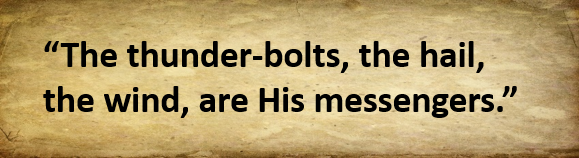 “The thunder-bolts, the hail,
the wind, are His messengers.”